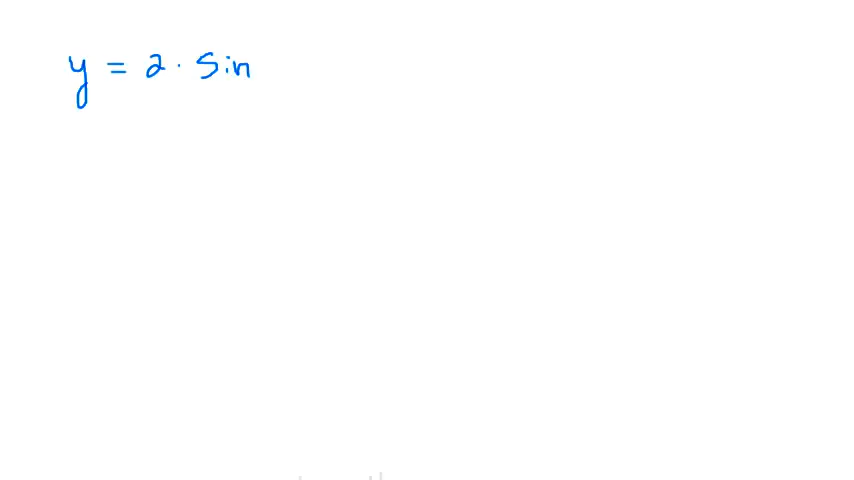 y = 2 · sin